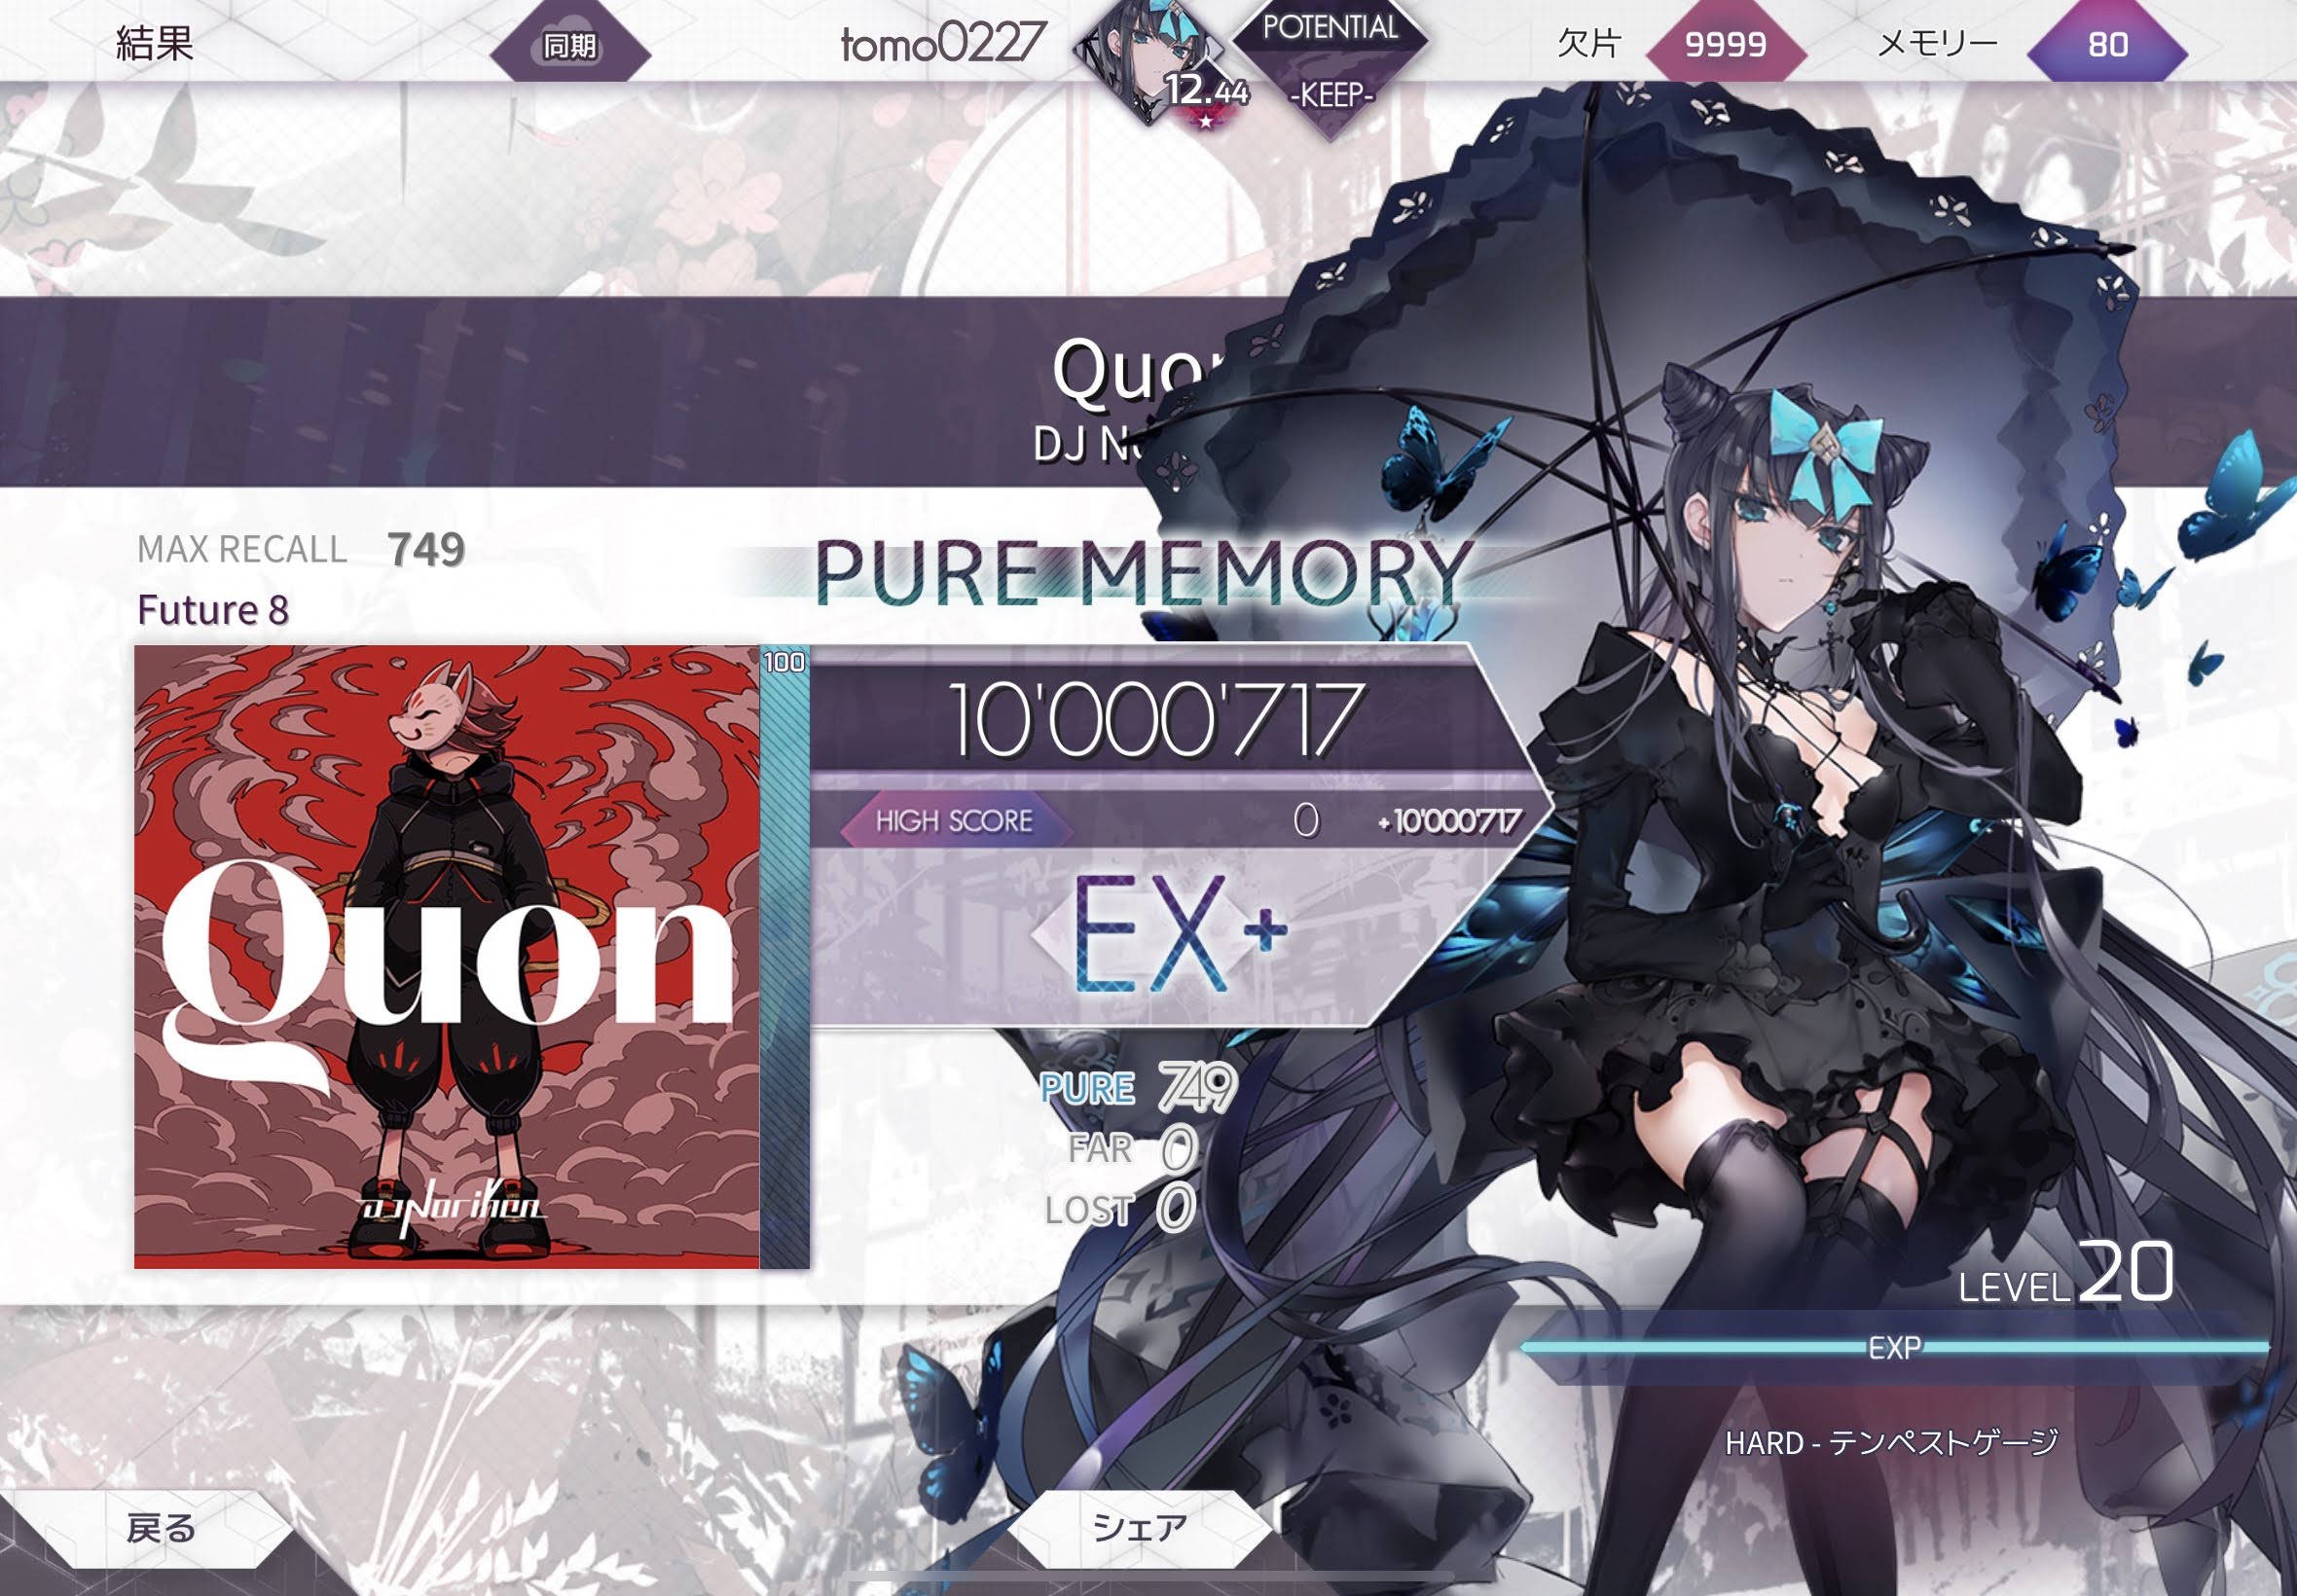 結果
同期
tomo0227
12.44
POTENTIAL
-KEEP-
欠片 9999
メモリー 80
DJ
MAX RECALL 749
Future 8
PURE MEMORY
100
10'000'717
HIGH SCORE 0 +10'000'717
EX+
Quon
DJ Noriken
PURE 749
FAR 0
LOST 0
LEVEL 20
EXP
HARD - テンペストゲージ
戻る
シェア